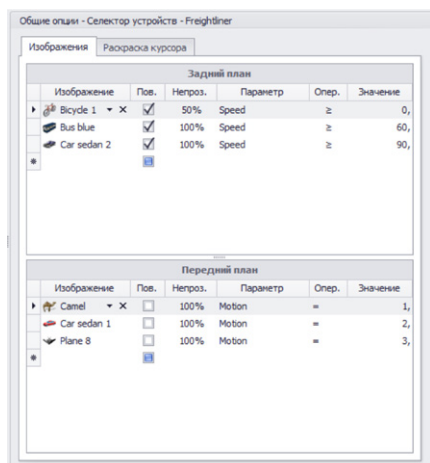 Общие опции - Селектор устройств - Freightliner
Изображения Раскраска курсора
Задний план
Изображение Пов. Непроз. Параметр Опер. Значение
Bicycle 1 50% Speed ≥ 0,
Bus blue 100% Speed ≥ 60,
Car sedan 2 100% Speed ≥ 90,
Передний план
Изображение Пов. Непроз. Параметр Опер. Значение
Camel 100% Motion = 1,
Car sedan 1 100% Motion = 2,
Plane 8 100% Motion = 3,